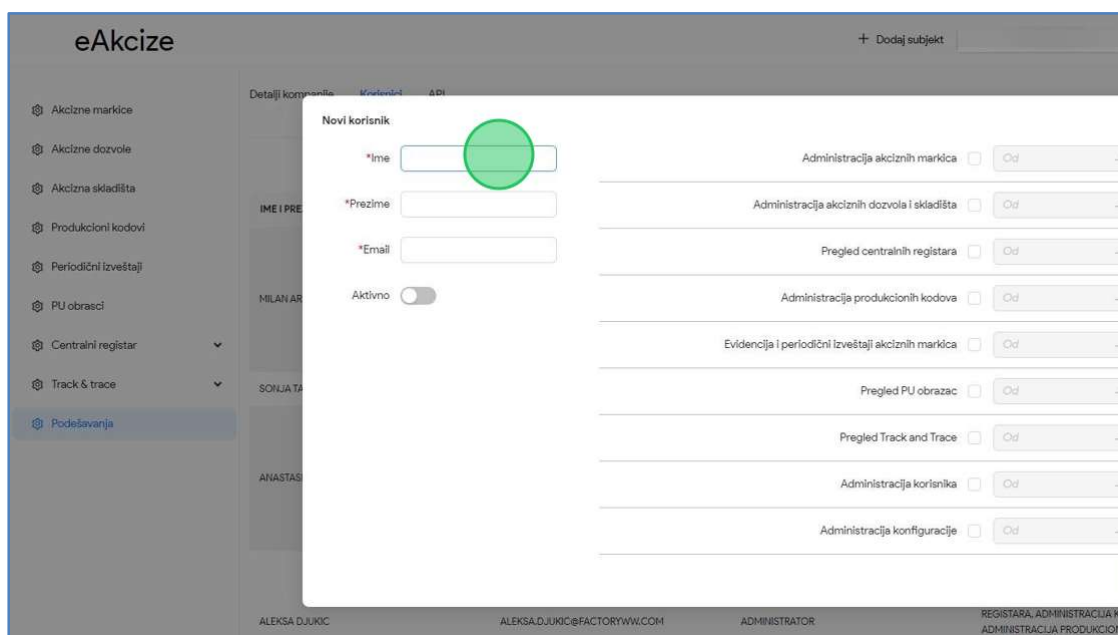 eAkcize
+ Dodaj subjekt
Detalji kompanije Korisnici API
Akcizne markice
Akcizne dozvole
Akcizna skladišta
Produkcioni kodovi
Periodični izveštaji
PU obrasci
Centralni registar
Track & trace
Podešavanja
Novi korisnik
*Ime
*Prezime
*Email
Aktivno
Administracija akciznih markica Od
Administracija akciznih dozvola i skladišta Od
Pregled centralnih registara Od
Administracija produkcionih kodova Od
Evidencija i periodični izveštaji akciznih markica Od
Pregled PU obrazac Od
Pregled Track and Trace Od
Administracija korisnika Od
Administracija konfiguracije Od
IME I PRE
MILAN AR
SONJA TA
ANASTAS
ALEKSA DJUKIC ALEKSA.DJUKIC@FACTORYWW.COM ADMINISTRATOR
REGISTARA, ADMINISTRACIJA K
ADMINISTRACIJA PRODUKCION